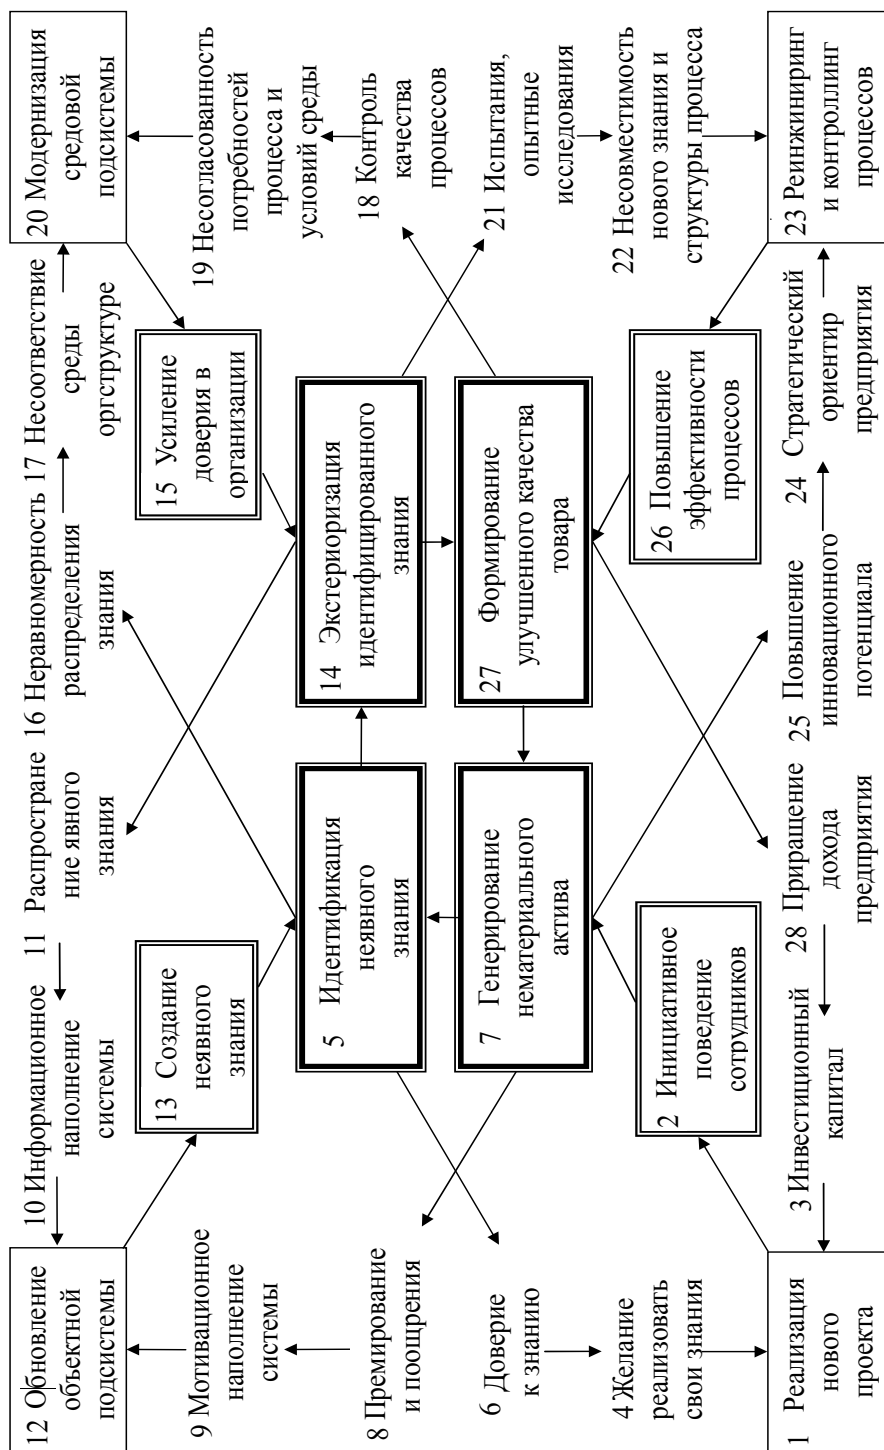 12 Обновление
объектной
подсистемы
10 Информационное
наполнение
системы
11 Распростране
ние явного
знания
16 Неравномерность
распределения
знания
17 Несоответствие
среды
оргструктуре
20 Модернизация
средовой
подсистемы
9 Мотивационное
наполнение
системы
13 Создание
неявного
знания
15 Усиление
доверия в
организации
19 Несогласованность
потребностей
процесса и
условий среды
8 Премирование
и поощрения
5 Идентификация
неявного
знания
14 Экстериоризация
идентифицированного
знания
18 Контроль
качества
процессов
6 Доверие
к знанию
7 Генерирование
нематериального
актива
27 Формирование
улучшенного качества
товара
21 Испытания,
опытные
исследования
4 Желание
реализовать
свои знания
2 Инициативное
поведение
сотрудников
26 Повышение
эффективности
процессов
22 Несовместимость
нового знания и
структуры процесса
1 Реализация
нового
проекта
3 Инвестиционный
капитал
28 Приращение
дохода
предприятия
25 Повышение
инновационного
потенциала
24 Стратегический
ориентир
предприятия
23 Реинжиниринг
и контроллинг
процессов